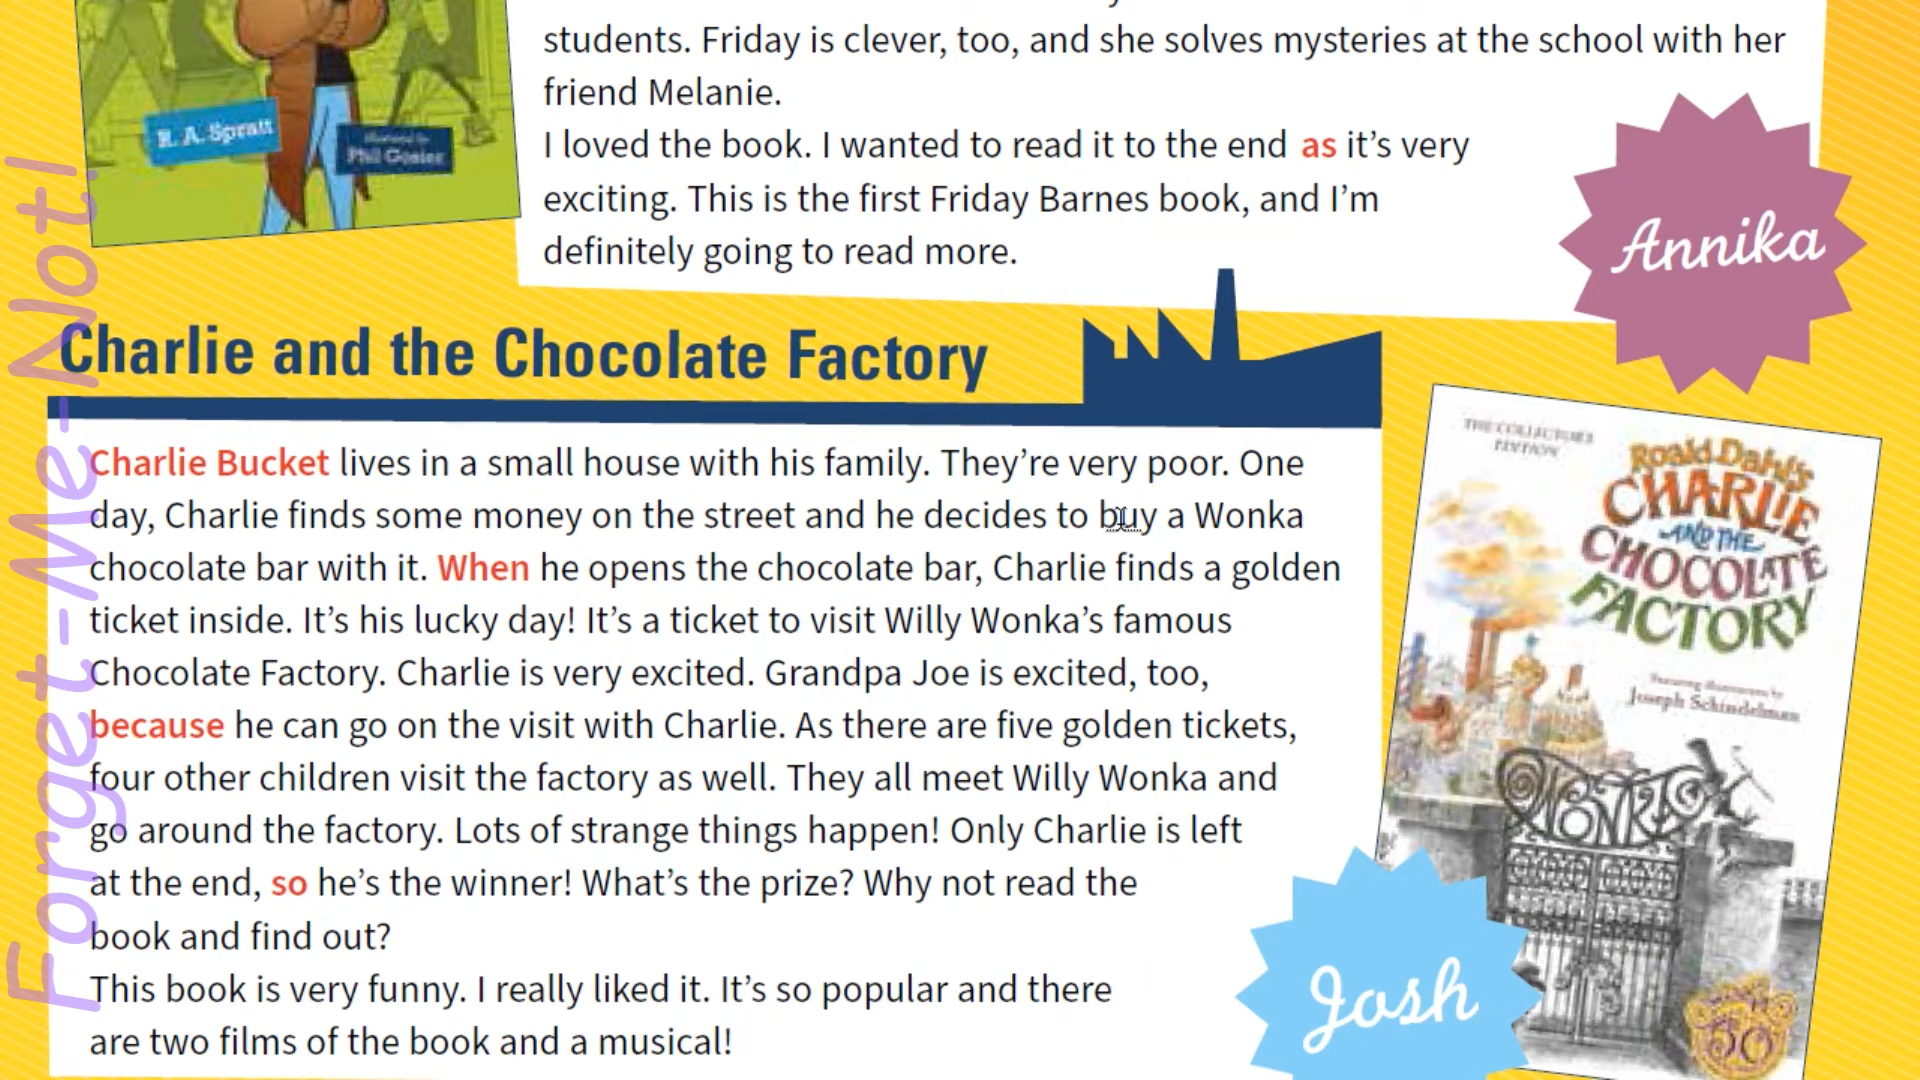 students. Friday is clever, too, and she solves mysteries at the school with her
friend Melanie.
I loved the book. I wanted to read it to the end as it’s very
exciting. This is the first Friday Barnes book, and I’m
definitely going to read more.
R. A. Spratt
Illustrated by
Phil Gosier
Annika
Forget-Me-Not!
Charlie and the Chocolate Factory
Charlie Bucket lives in a small house with his family. They’re very poor. One
day, Charlie finds some money on the street and he decides to buy a Wonka
chocolate bar with it. When he opens the chocolate bar, Charlie finds a golden
ticket inside. It’s his lucky day! It’s a ticket to visit Willy Wonka’s famous
Chocolate Factory. Charlie is very excited. Grandpa Joe is excited, too,
because he can go on the visit with Charlie. As there are five golden tickets,
four other children visit the factory as well. They all meet Willy Wonka and
go around the factory. Lots of strange things happen! Only Charlie is left
at the end, so he’s the winner! What’s the prize? Why not read the
book and find out?
This book is very funny. I really liked it. It’s so popular and there
are two films of the book and a musical!
THE COLLECTOR'S
EDITION
Roald Dahl's
CHARLIE
AND THE
CHOCOLATE
FACTORY
Featuring illustrations by
Joseph Schindelman
WONKA
50
Josh